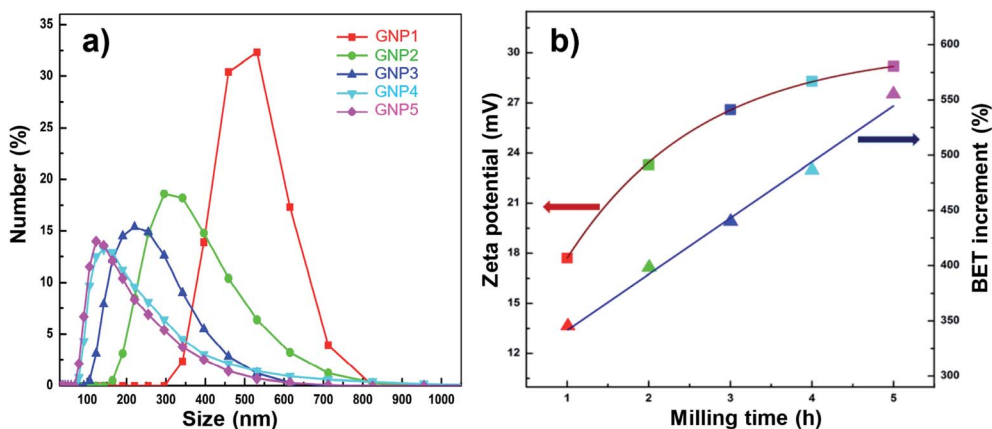 a)
GNP1
GNP2
GNP3
GNP4
GNP5
Number (%)
35
30
25
20
15
10
5
0
100 200 300 400 500 600 700 800 900 1000
Size (nm)
b)
Zeta potential (mV)
30
27
24
21
18
15
12
600
550
500
450
400
350
300
BET increment (%)
1 2 3 4 5
Milling time (h)